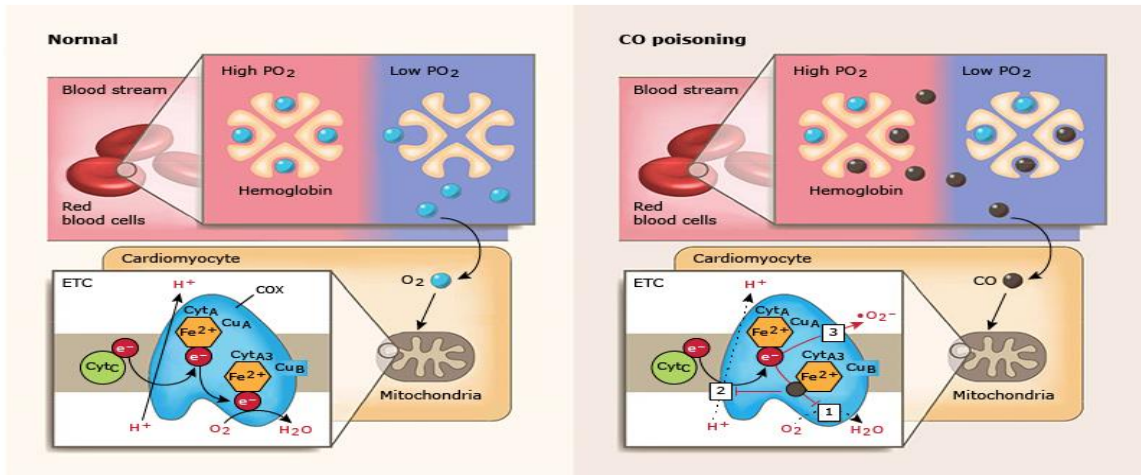 Normal
High PO2
Low PO2
Blood stream
Hemoglobin
Red
blood cells
Cardiomyocyte
ETC
H+
COX
O2
CytA
CuA
Fe2+
e-
e-
CytA3
CytC
Fe2+
CuB
e-
Mitochondria
H+
O2
H2O
CO poisoning
High PO2
Low PO2
Blood stream
Hemoglobin
Red
blood cells
Cardiomyocyte
ETC
H+
CO
•O2-
CytA
CuA
3
Fe2+
e-
e-
CytA3
CytC
Fe2+
CuB
2
1
Mitochondria
H+
O2
H2O